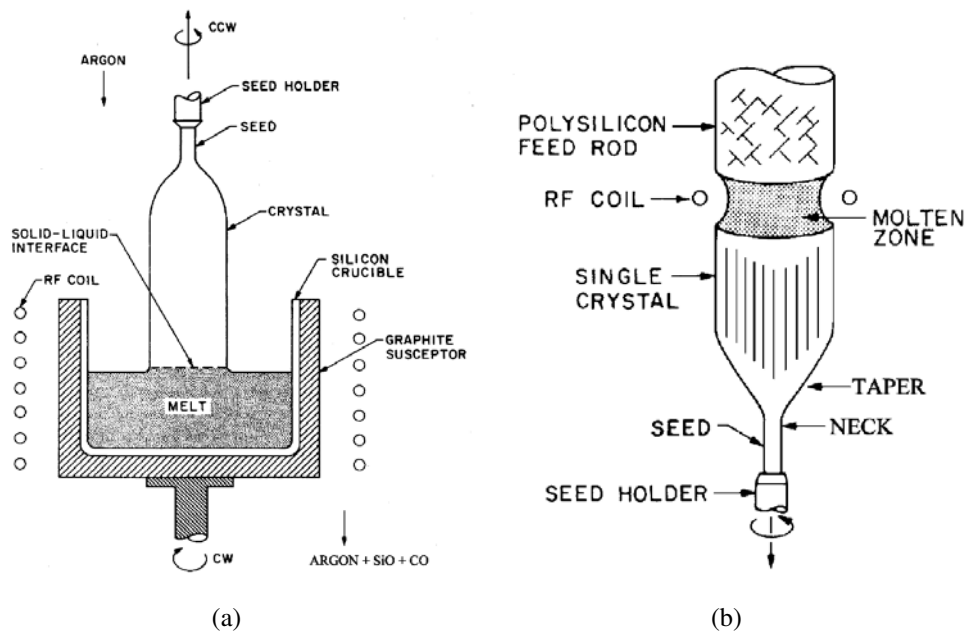 CCW
ARGON
SEED HOLDER
SEED
CRYSTAL
SOLID-LIQUID
INTERFACE
SILICON
CRUCIBLE
RF COIL
GRAPHITE
SUSCEPTOR
MELT
CW
ARGON + SiO + CO
(a)
POLYSILICON
FEED ROD
RF COIL
MOLTEN
ZONE
SINGLE
CRYSTAL
TAPER
NECK
SEED
SEED HOLDER
(b)